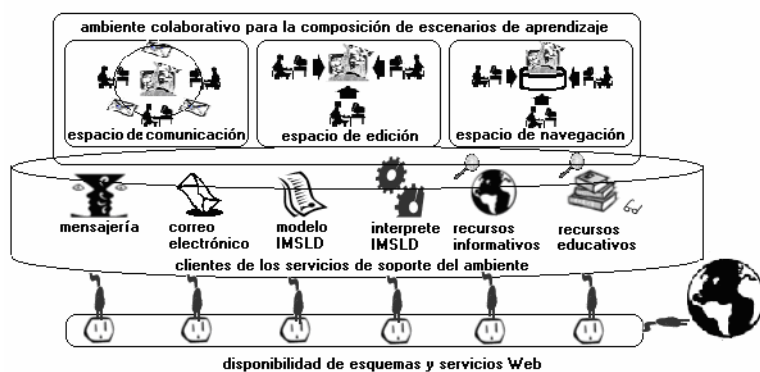 ambiente colaborativo para la composición de escenarios de aprendizaje
espacio de comunicación
espacio de edición
espacio de navegación
mensajería
correo
electrónico
modelo
IMSLD
interprete
IMSLD
recursos
informativos
recursos
educativos
clientes de los servicios de soporte del ambiente
disponibilidad de esquemas y servicios Web